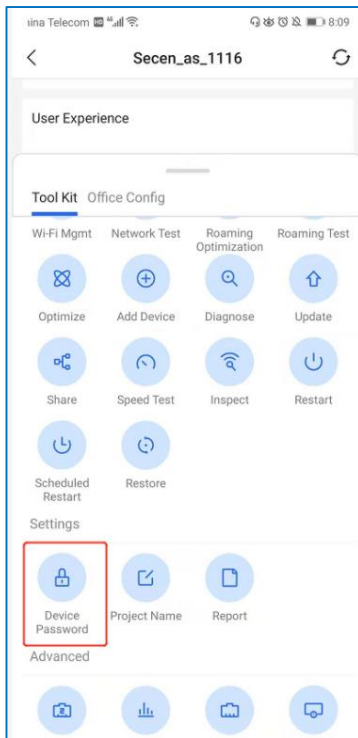 ina Telecom HD 8:09
Secen_as_1116
User Experience
Tool Kit Office Config
Wi-Fi Mgmt Network Test Roaming Optimization Roaming Test
Optimize Add Device Diagnose Update
Share Speed Test Inspect Restart
Scheduled Restart Restore
Settings
Device Password Project Name Report
Advanced